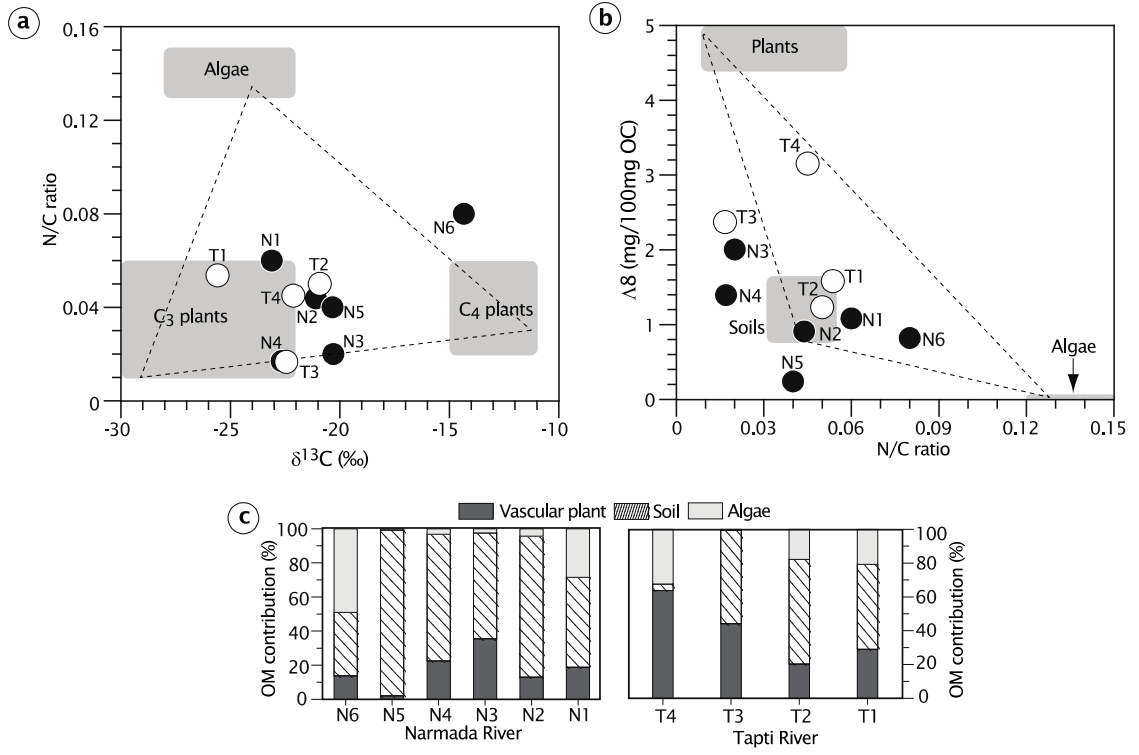 a
0.16
0.12
0.08
0.04
0
N/C ratio
Algae
N6
N1
T1
T2
T4
N2
N5
C3 plants
C4 plants
N4
N3
T3
-30
-25
-20
-15
-10
δ13C (‰)
b
5
4
3
2
1
0
Λ8 (mg/100mg OC)
Plants
T4
T3
N3
N4
T1
T2
Soils
N2
N1
N6
N5
Algae
0
0.03
0.06
0.09
0.12
0.15
N/C ratio
c
Vascular plant
Soil
Algae
100
80
60
40
20
0
OM contribution (%)
N6
N5
N4
N3
N2
N1
Narmada River
100
80
60
40
20
0
OM contribution (%)
T4
T3
T2
T1
Tapti River